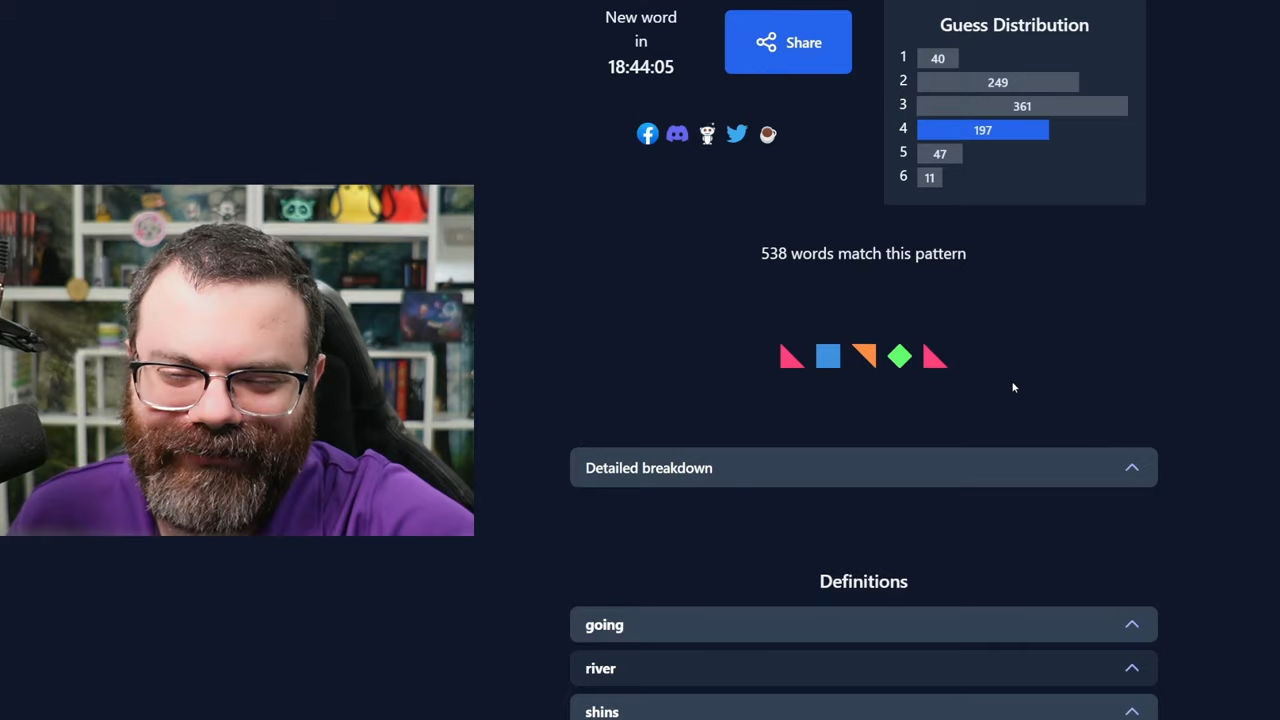 New word
in
18:44:05
Share
Guess Distribution
1 40
2 249
3 361
4 197
5 47
6 11
538 words match this pattern
Detailed breakdown
Definitions
going
river
shins